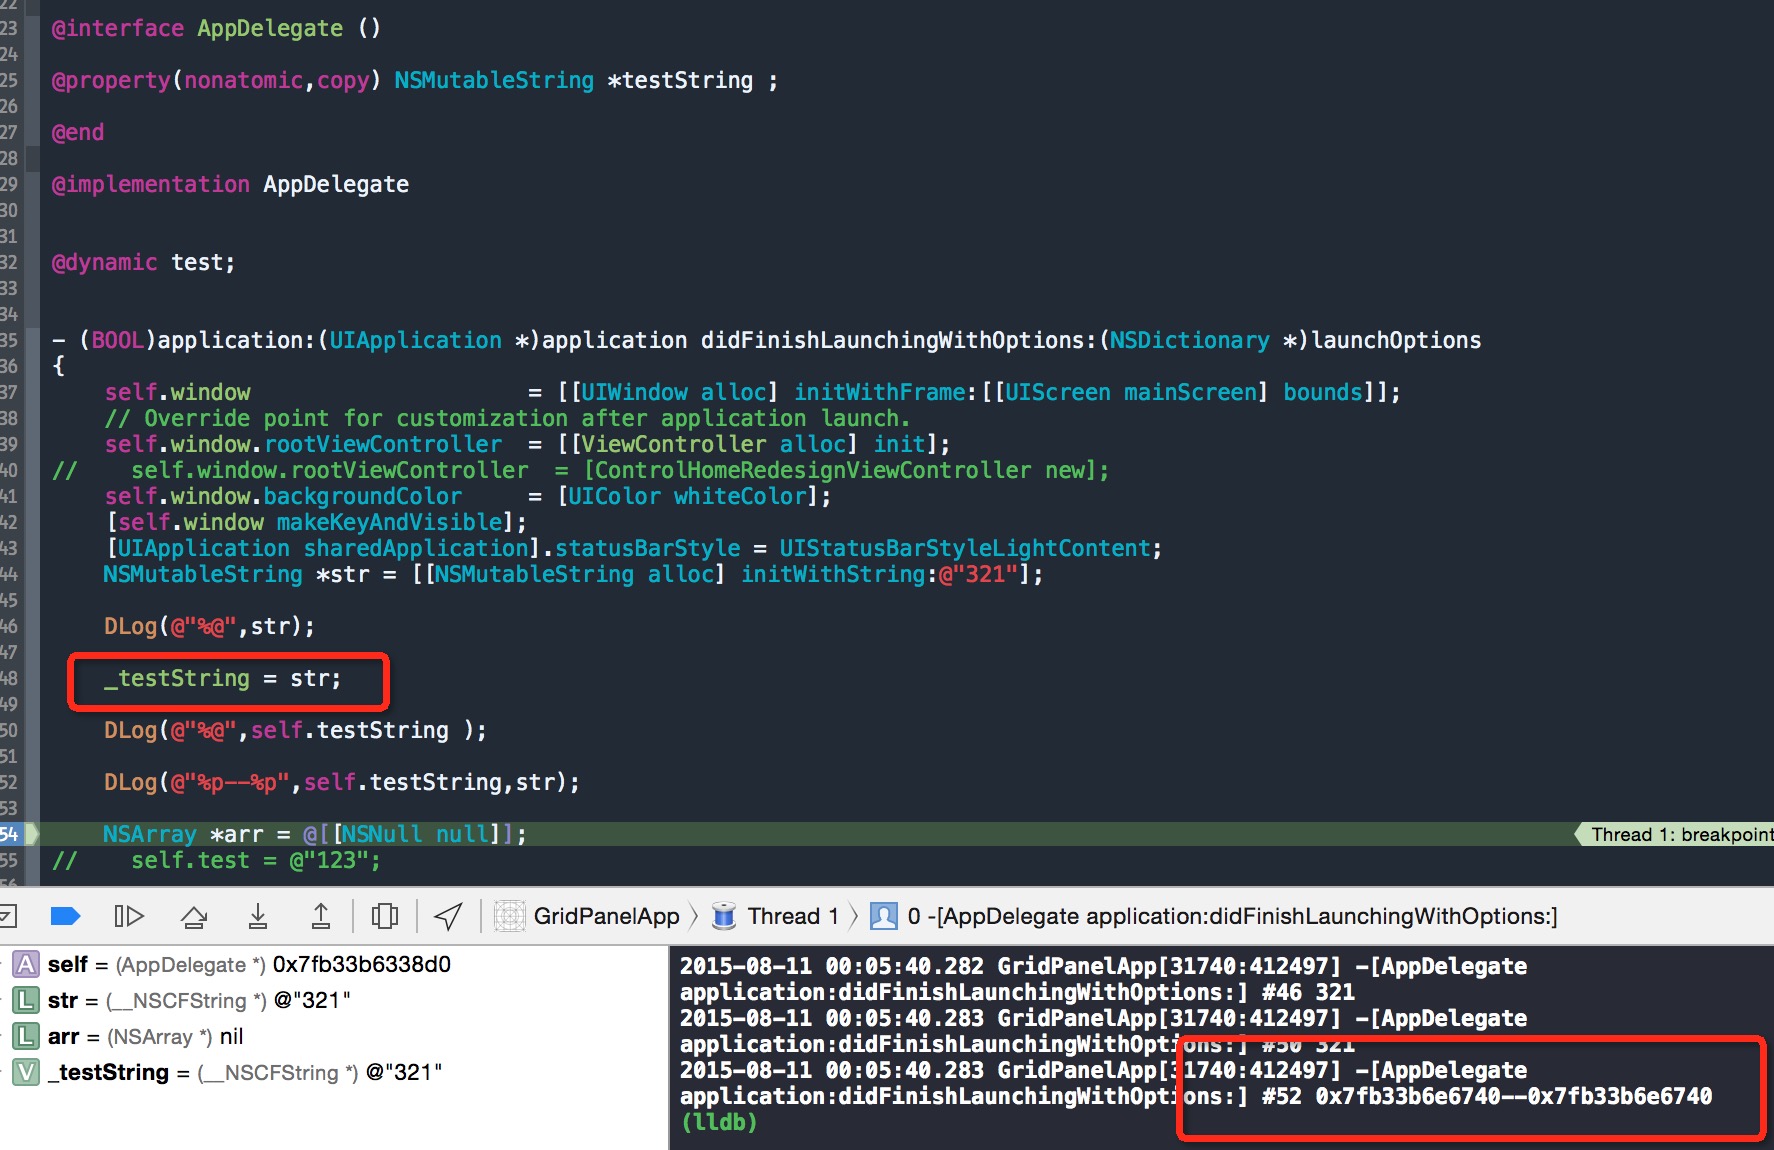 22
23 @interface AppDelegate ()
24
25 @property(nonatomic,copy) NSMutableString *testString ;
26
27 @end
28
29 @implementation AppDelegate
30
31
32 @dynamic test;
33
34
35 - (BOOL)application:(UIApplication *)application didFinishLaunchingWithOptions:(NSDictionary *)launchOptions
36 {
37 self.window = [[UIWindow alloc] initWithFrame:[[UIScreen mainScreen] bounds]];
38 // Override point for customization after application launch.
39 self.window.rootViewController = [[ViewController alloc] init];
40 // self.window.rootViewController = [ControlHomeRedesignViewController new];
41 self.window.backgroundColor = [UIColor whiteColor];
42 [self.window makeKeyAndVisible];
43 [UIApplication sharedApplication].statusBarStyle = UIStatusBarStyleLightContent;
44 NSMutableString *str = [[NSMutableString alloc] initWithString:@"321"];
45
46 DLog(@"%@",str);
47
48 _testString = str;
49
50 DLog(@"%@",self.testString );
51
52 DLog(@"%p--%p",self.testString,str);
53
54 NSArray *arr = @[[NSNull null]]; Thread 1: breakpoint
55 // self.test = @"123";
56
GridPanelApp Thread 1 0 -[AppDelegate application:didFinishLaunchingWithOptions:]
A self = (AppDelegate *) 0x7fb33b6338d0
L str = (__NSCFString *) @"321"
L arr = (NSArray *) nil
V _testString = (__NSCFString *) @"321"
2015-08-11 00:05:40.282 GridPanelApp[31740:412497] -[AppDelegate
application:didFinishLaunchingWithOptions:] #46 321
2015-08-11 00:05:40.283 GridPanelApp[31740:412497] -[AppDelegate
application:didFinishLaunchingWithOptions:] #50 321
2015-08-11 00:05:40.283 GridPanelApp[31740:412497] -[AppDelegate
application:didFinishLaunchingWithOptions:] #52 0x7fb33b6e6740--0x7fb33b6e6740
(lldb)